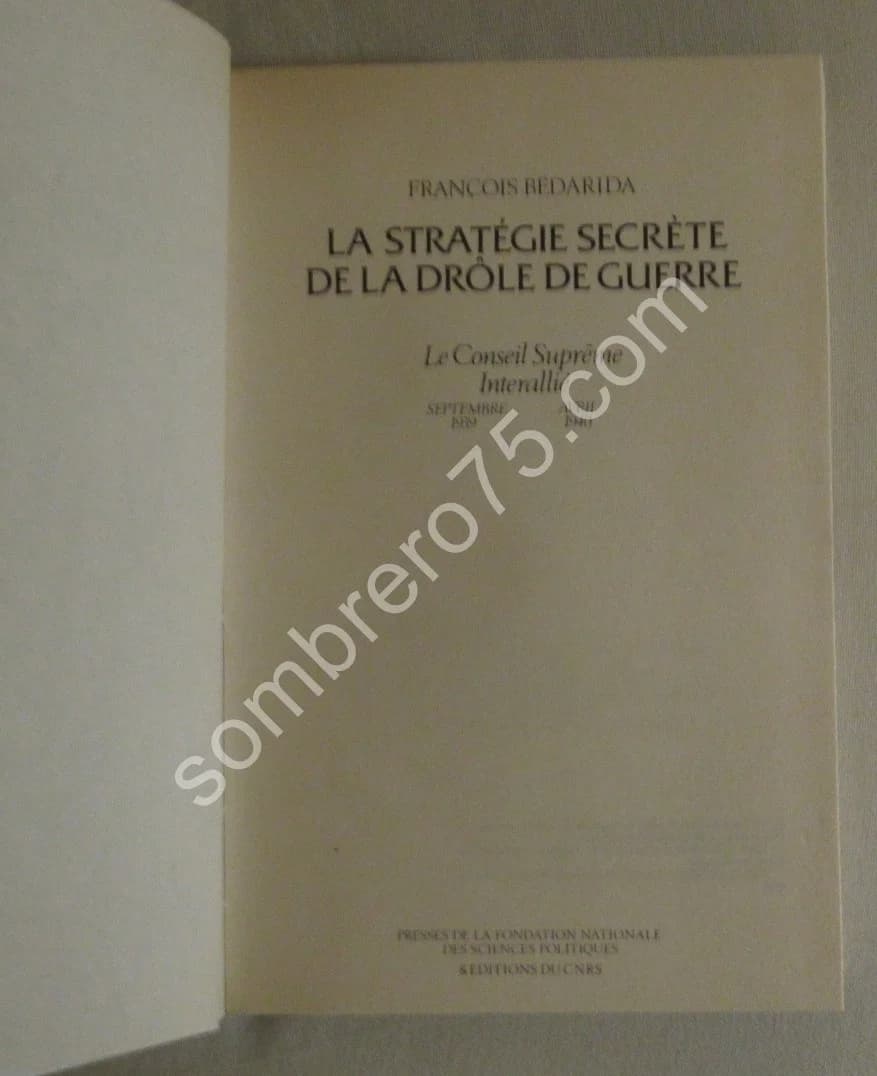 FRANÇOIS BEDARIDA
LA STRATÉGIE SECRÈTE
DE LA DRÔLE DE GUERRE
Le Conseil Suprême
Interallié
SEPTEMBRE AVRIL
1939 1940
PRESSES DE LA FONDATION NATIONALE
DES SCIENCES POLITIQUES
& EDITIONS DU CNRS
sombrero75.com